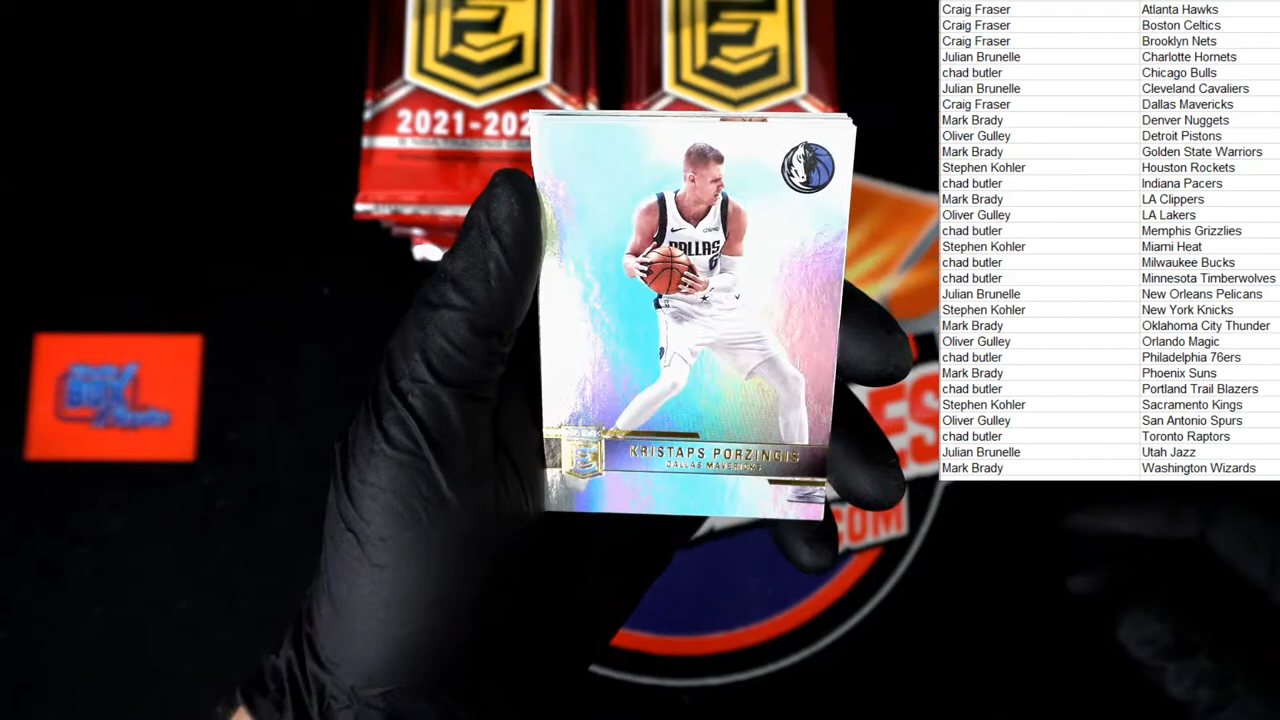 Craig Fraser Atlanta Hawks
Craig Fraser Boston Celtics
Craig Fraser Brooklyn Nets
Julian Brunelle Charlotte Hornets
chad butler Chicago Bulls
Julian Brunelle Cleveland Cavaliers
Craig Fraser Dallas Mavericks
Mark Brady Denver Nuggets
Oliver Gulley Detroit Pistons
Mark Brady Golden State Warriors
Stephen Kohler Houston Rockets
chad butler Indiana Pacers
Mark Brady LA Clippers
Oliver Gulley LA Lakers
chad butler Memphis Grizzlies
Stephen Kohler Miami Heat
chad butler Milwaukee Bucks
chad butler Minnesota Timberwolves
Julian Brunelle New Orleans Pelicans
Stephen Kohler New York Knicks
Mark Brady Oklahoma City Thunder
Oliver Gulley Orlando Magic
chad butler Philadelphia 76ers
Mark Brady Phoenix Suns
chad butler Portland Trail Blazers
Stephen Kohler Sacramento Kings
Oliver Gulley San Antonio Spurs
chad butler Toronto Raptors
Julian Brunelle Utah Jazz
Mark Brady Washington Wizards
E
E
2021-202
DALLAS
6
E
KRISTAPS PORZINGIS
DALLAS MAVERICKS
BOX
ES
.COM